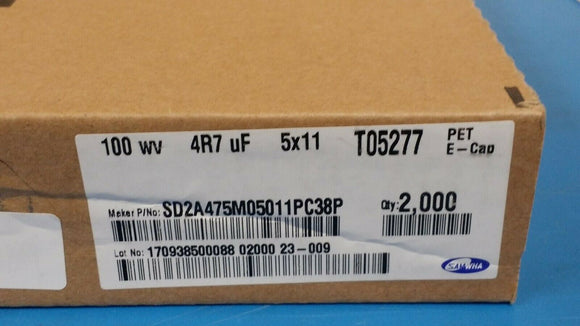 100 WV 4R7 uF 5x11 T05277 PET
E-Cap
Maker P/No: SD2A475M05011PC38P Qty: 2,000
Lot No: 170938500088 02000 23-009
SAMWHA